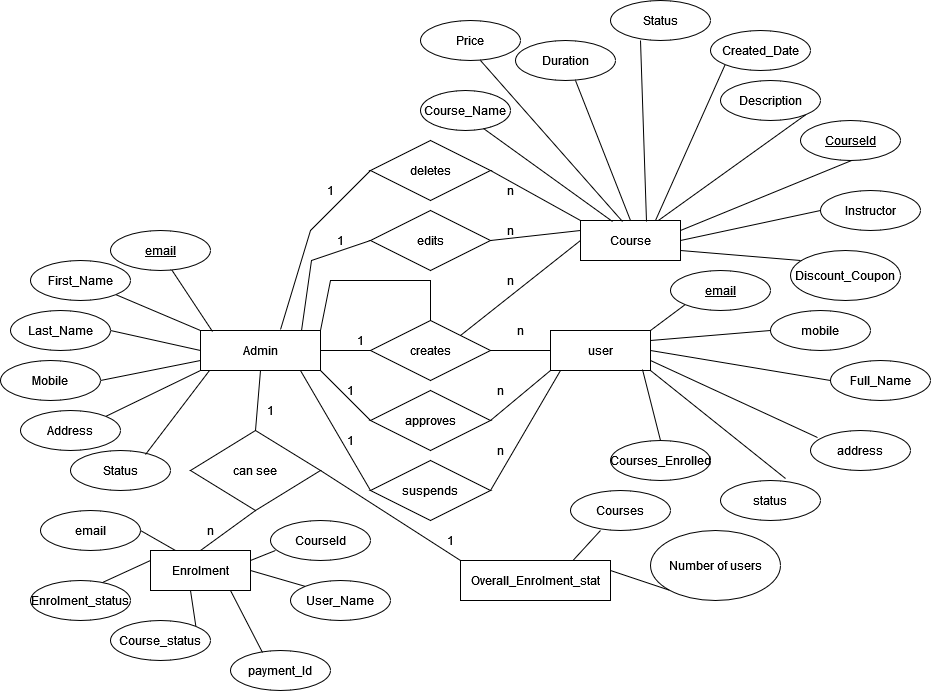 Status
Price
Created_Date
Duration
Description
Course_Name
CourseId
deletes
1
n
Instructor
1
edits
n
Course
email
First_Name
n
Discount_Coupon
email
Last_Name
n
mobile
Admin
1
creates
user
Mobile
Full_Name
1
n
Address
1
approves
n
address
Courses_Enrolled
Status
can see
suspends
status
1
Courses
email
n
CourseId
1
Number of users
Enrolment
Overall_Enrolment_stat
Enrolment_status
User_Name
Course_status
payment_Id